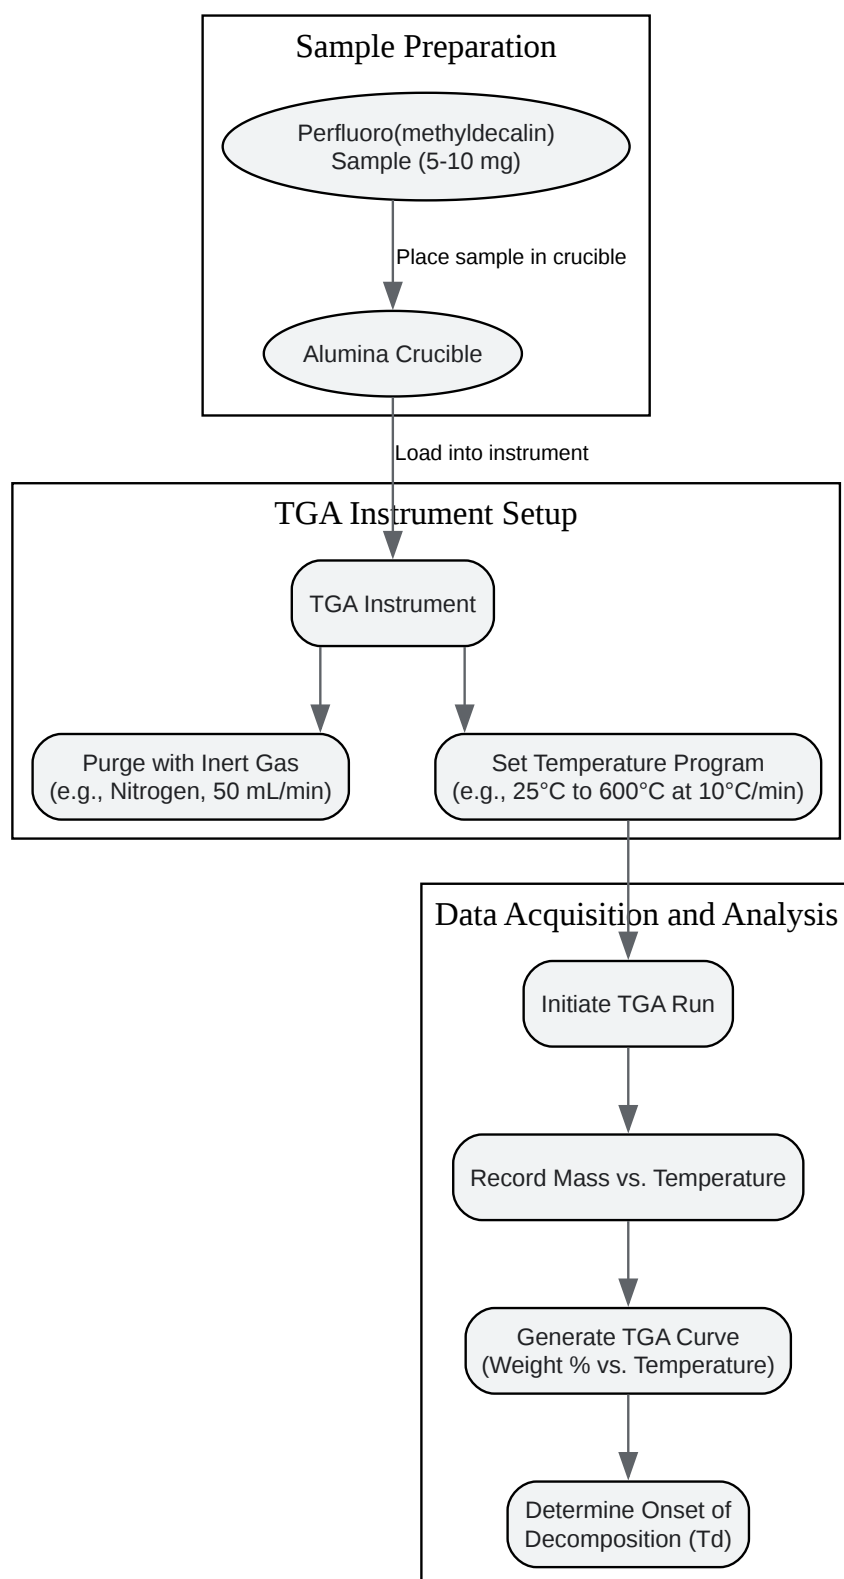 Sample Preparation
Perfluoro(methyldecalin)
Sample (5-10 mg)
Place sample in crucible
Alumina Crucible
Load into instrument
TGA Instrument Setup
TGA Instrument
Purge with Inert Gas
(e.g., Nitrogen, 50 mL/min)
Set Temperature Program
(e.g., 25°C to 600°C at 10°C/min)
Data Acquisition and Analysis
Initiate TGA Run
Record Mass vs. Temperature
Generate TGA Curve
(Weight % vs. Temperature)
Determine Onset of
Decomposition (Td)